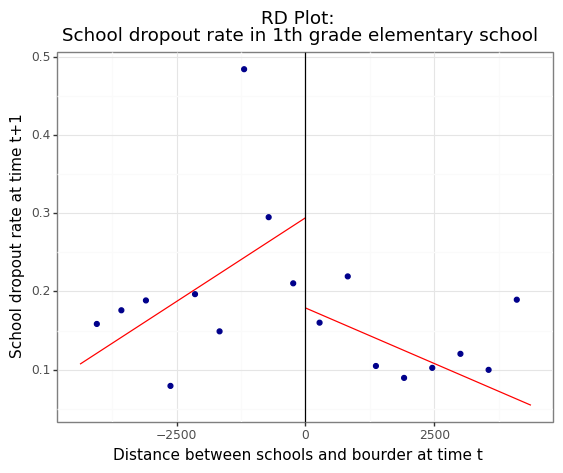 RD Plot:
School dropout rate in 1th grade elementary school
0.5
0.4
0.3
0.2
0.1
School dropout rate at time t+1
−2500
0
2500
Distance between schools and bourder at time t